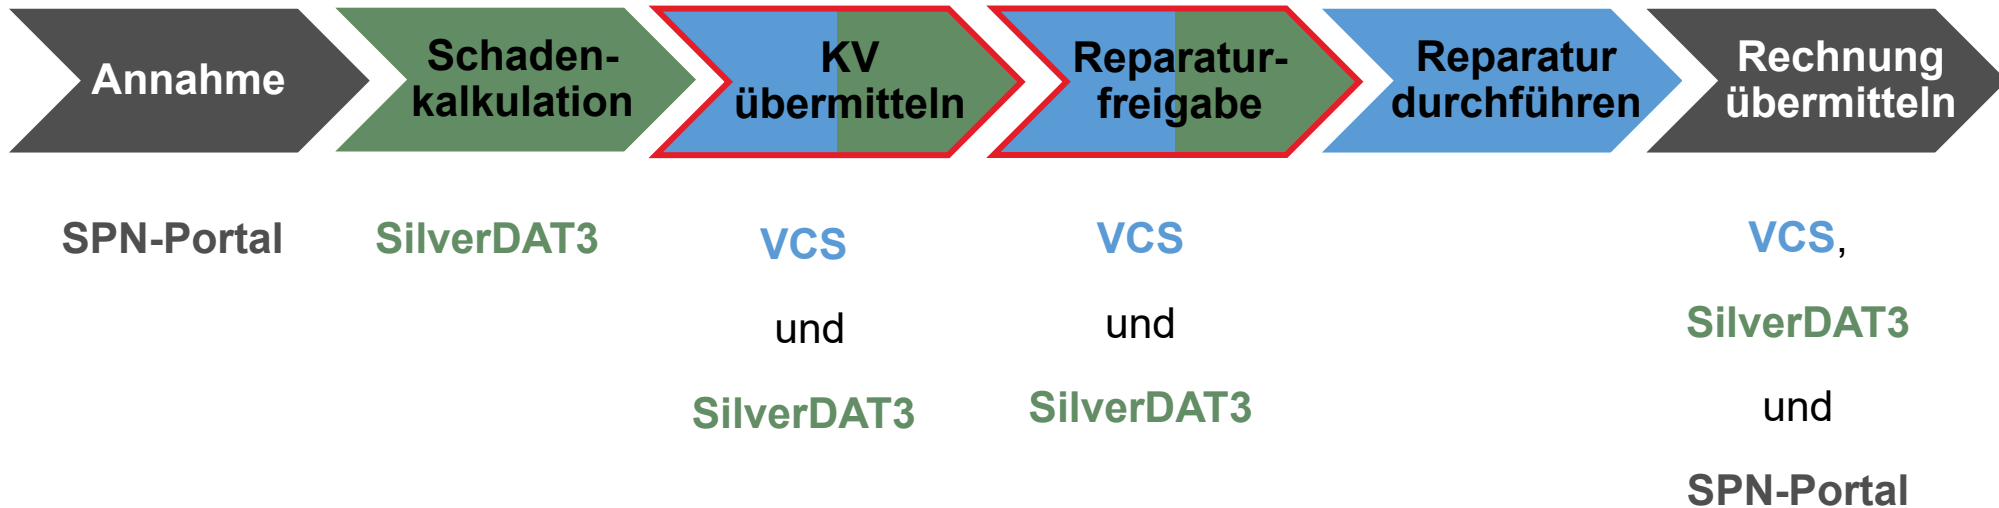 Annahme
Schaden-
kalkulation
KV
übermitteln
Reparatur-
freigabe
Reparatur
durchführen
Rechnung
übermitteln
SPN-Portal
SilverDAT3
VCS
und
SilverDAT3
VCS
und
SilverDAT3
VCS,
SilverDAT3
und
SPN-Portal